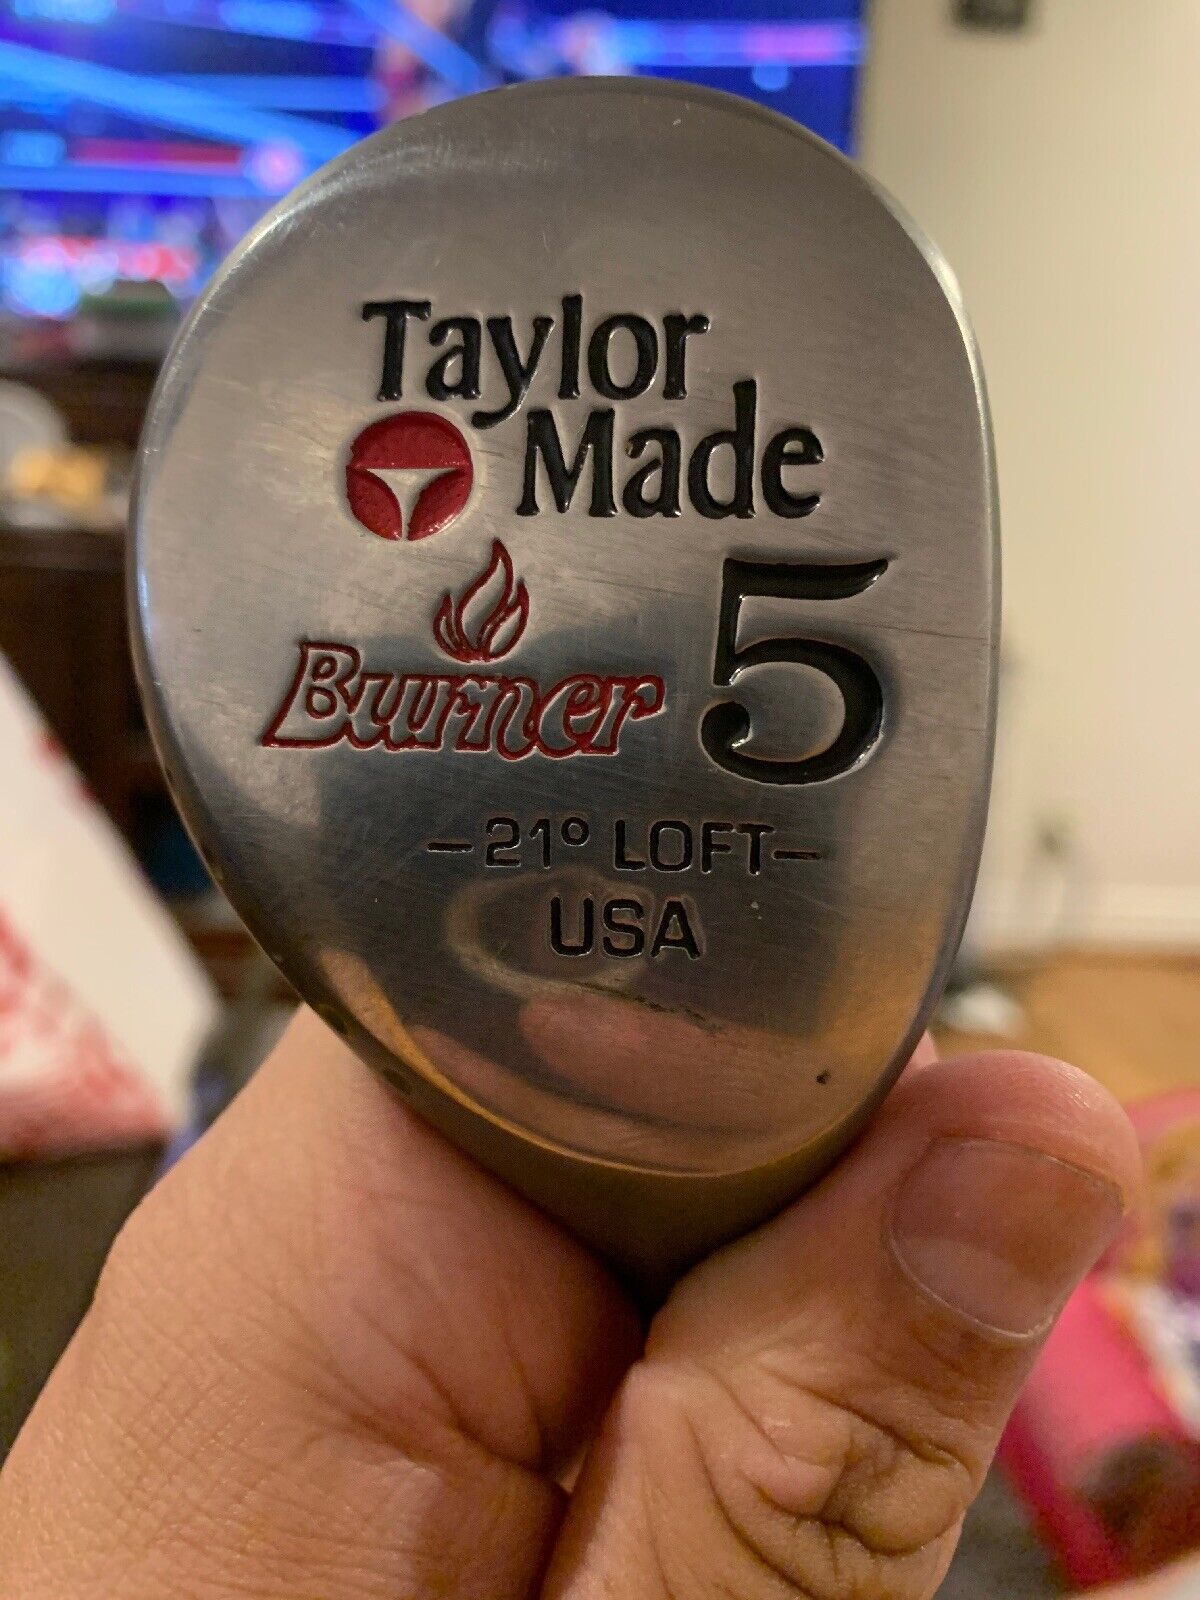 Taylor
Made
Burner 5
-21° LOFT-
USA